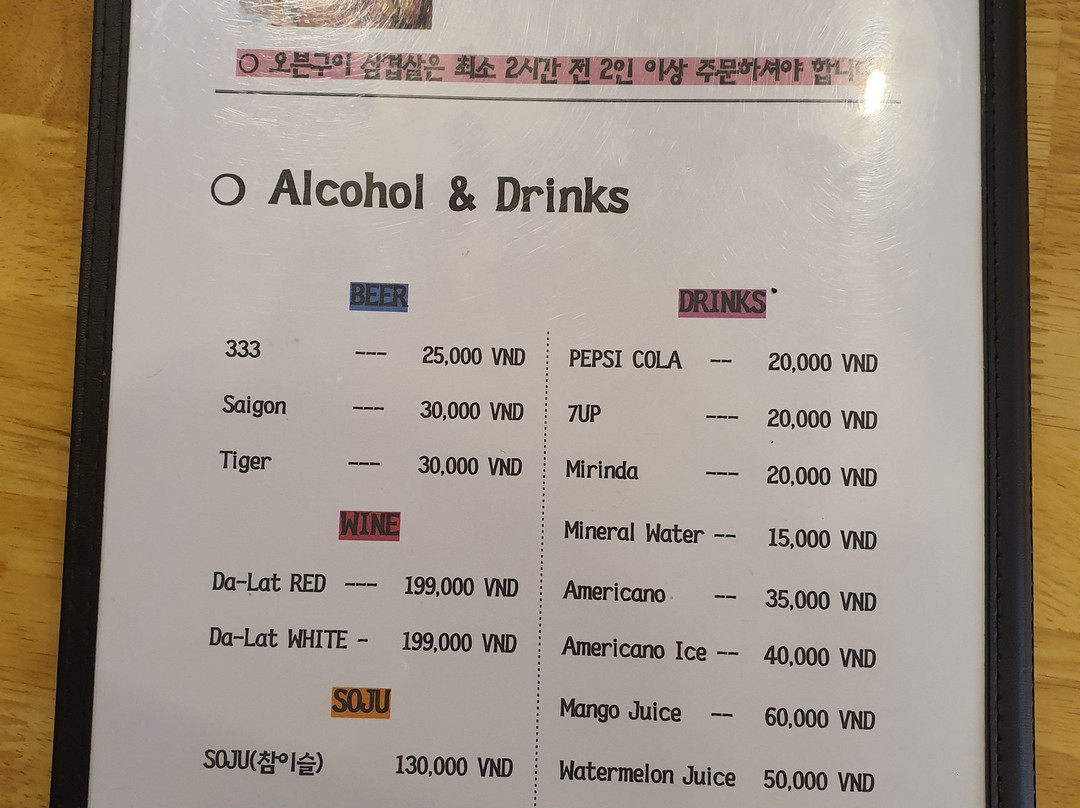 ○ 오븐구이 삼겹살은 최소 2시간 전 2인 이상 주문하셔야 합니
○ Alcohol & Drinks
BEER
333 --- 25,000 VND
Saigon --- 30,000 VND
Tiger --- 30,000 VND
WINE
Da-Lat RED --- 199,000 VND
Da-Lat WHITE - 199,000 VND
SOJU
SOJU(참이슬) 130,000 VND
DRINKS
PEPSI COLA -- 20,000 VND
7UP --- 20,000 VND
Mirinda --- 20,000 VND
Mineral Water -- 15,000 VND
Americano -- 35,000 VND
Americano Ice -- 40,000 VND
Mango Juice -- 60,000 VND
Watermelon Juice 50,000 VND